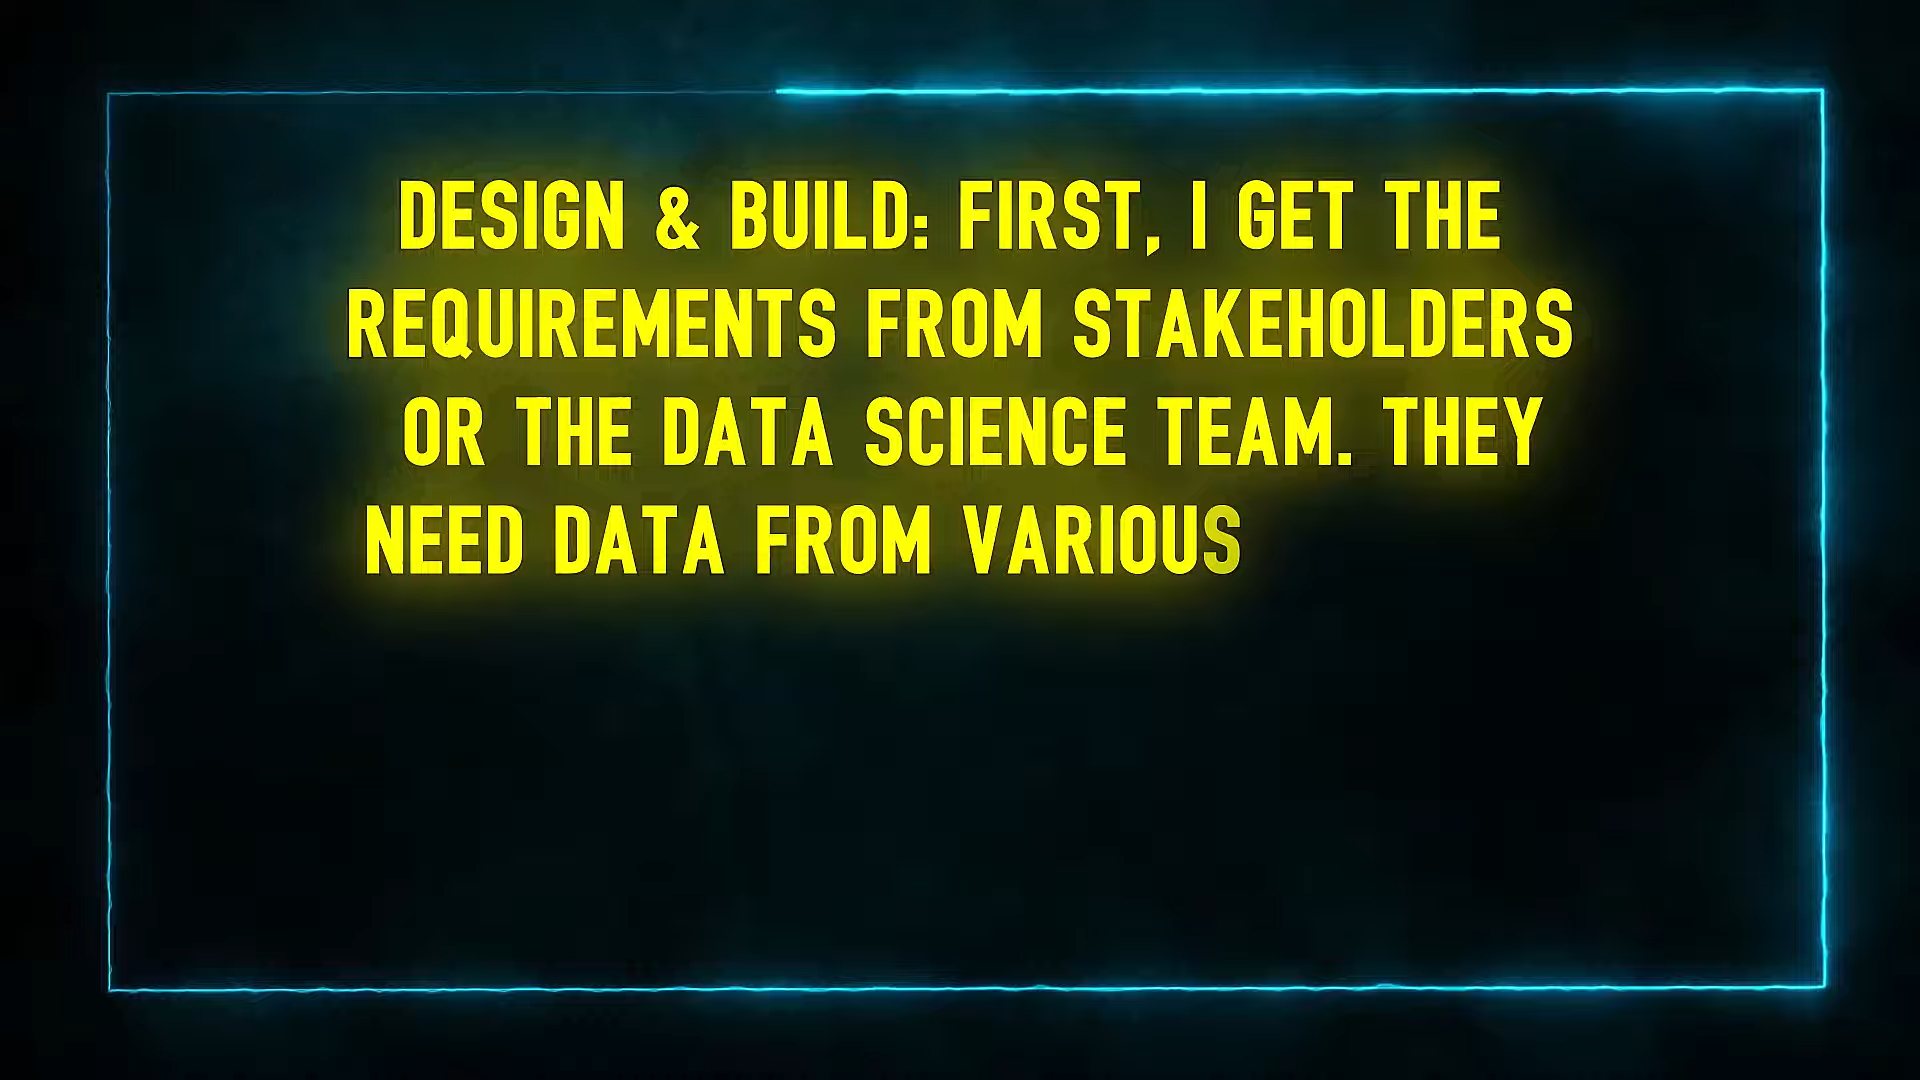 DESIGN & BUILD: FIRST, I GET THE
REQUIREMENTS FROM STAKEHOLDERS
OR THE DATA SCIENCE TEAM. THEY
NEED DATA FROM VARIOUS